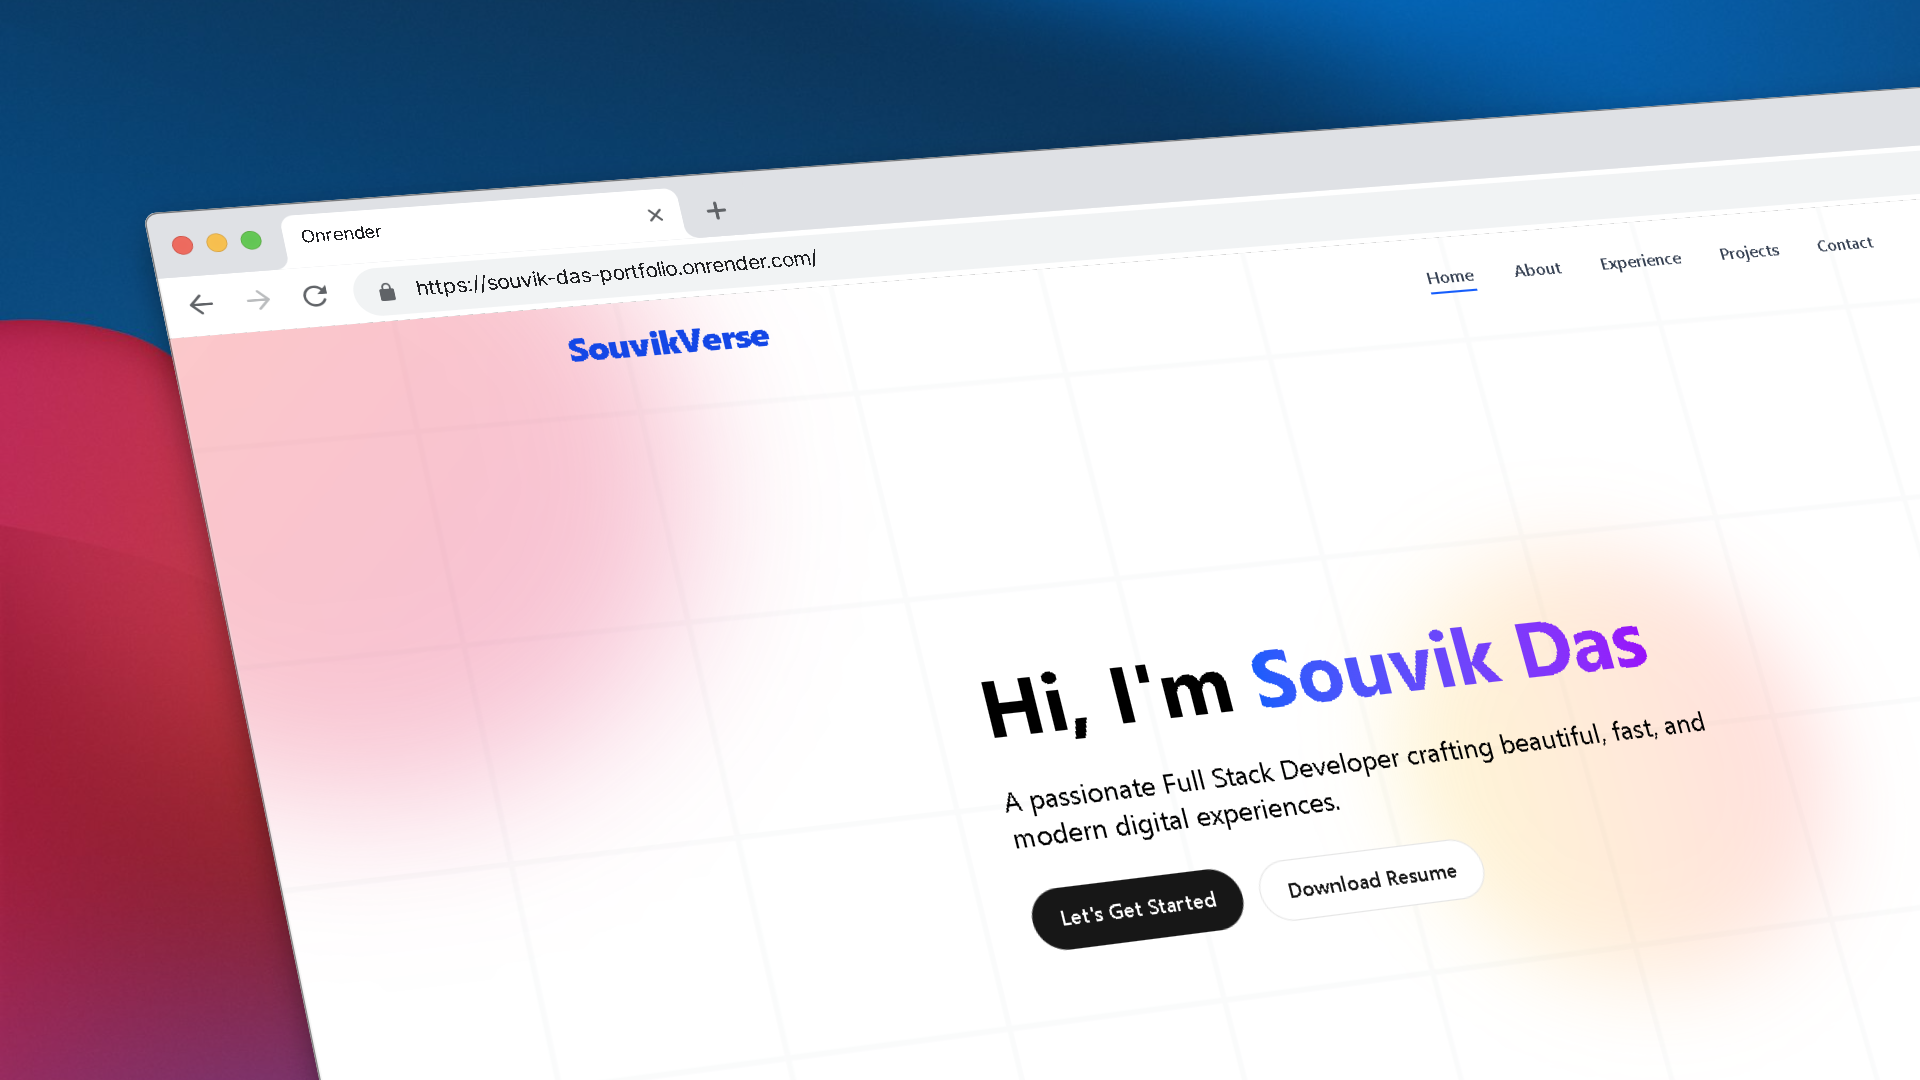 Onrender
https://souvik-das-portfolio.onrender.com/
SouvikVerse
Home About Experience Projects Contact
Hi, I'm Souvik Das
A passionate Full Stack Developer crafting beautiful, fast, and
modern digital experiences.
Let's Get Started Download Resume